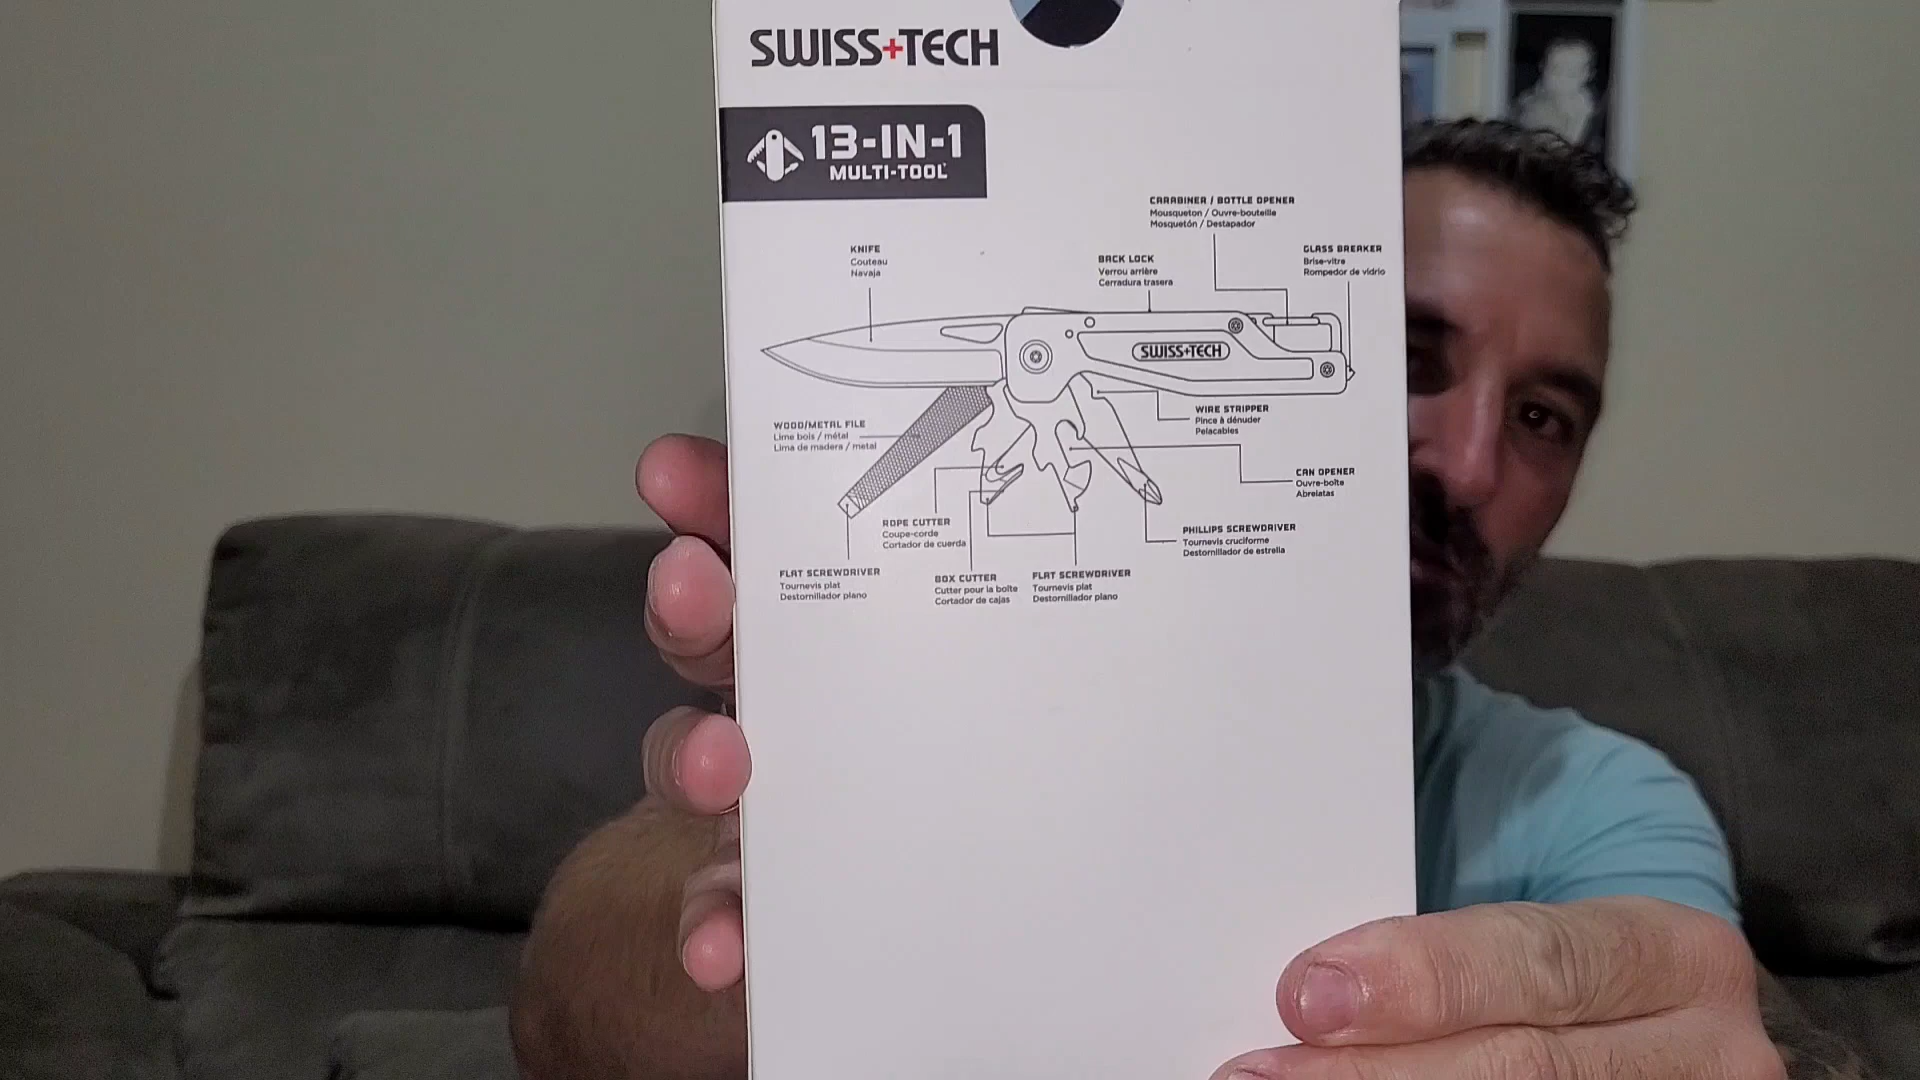 SWISS+TECH
13-IN-1
MULTI-TOOL
CARABINER / BOTTLE OPENER
Mousqueton / Ouvre-bouteille
Mosquetón / Destapador
KNIFE
Couteau
Navaja
BACK LOCK
Verrou arrière
Cerradura trasera
GLASS BREAKER
Brise-vitre
Rompedor de vidrio
SWISS+TECH
WOOD/METAL FILE
Lime bois / métal
Lima de madera / metal
WIRE STRIPPER
Pince à dénuder
Pelacables
CAN OPENER
Ouvre-boîte
Abrelatas
ROPE CUTTER
Coupe-corde
Cortador de cuerda
PHILLIPS SCREWDRIVER
Tournevis cruciforme
Destornillador de estrella
FLAT SCREWDRIVER
Tournevis plat
Destornillador plano
BOX CUTTER
Cutter pour la boîte
Cortador de cajas
FLAT SCREWDRIVER
Tournevis plat
Destornillador plano